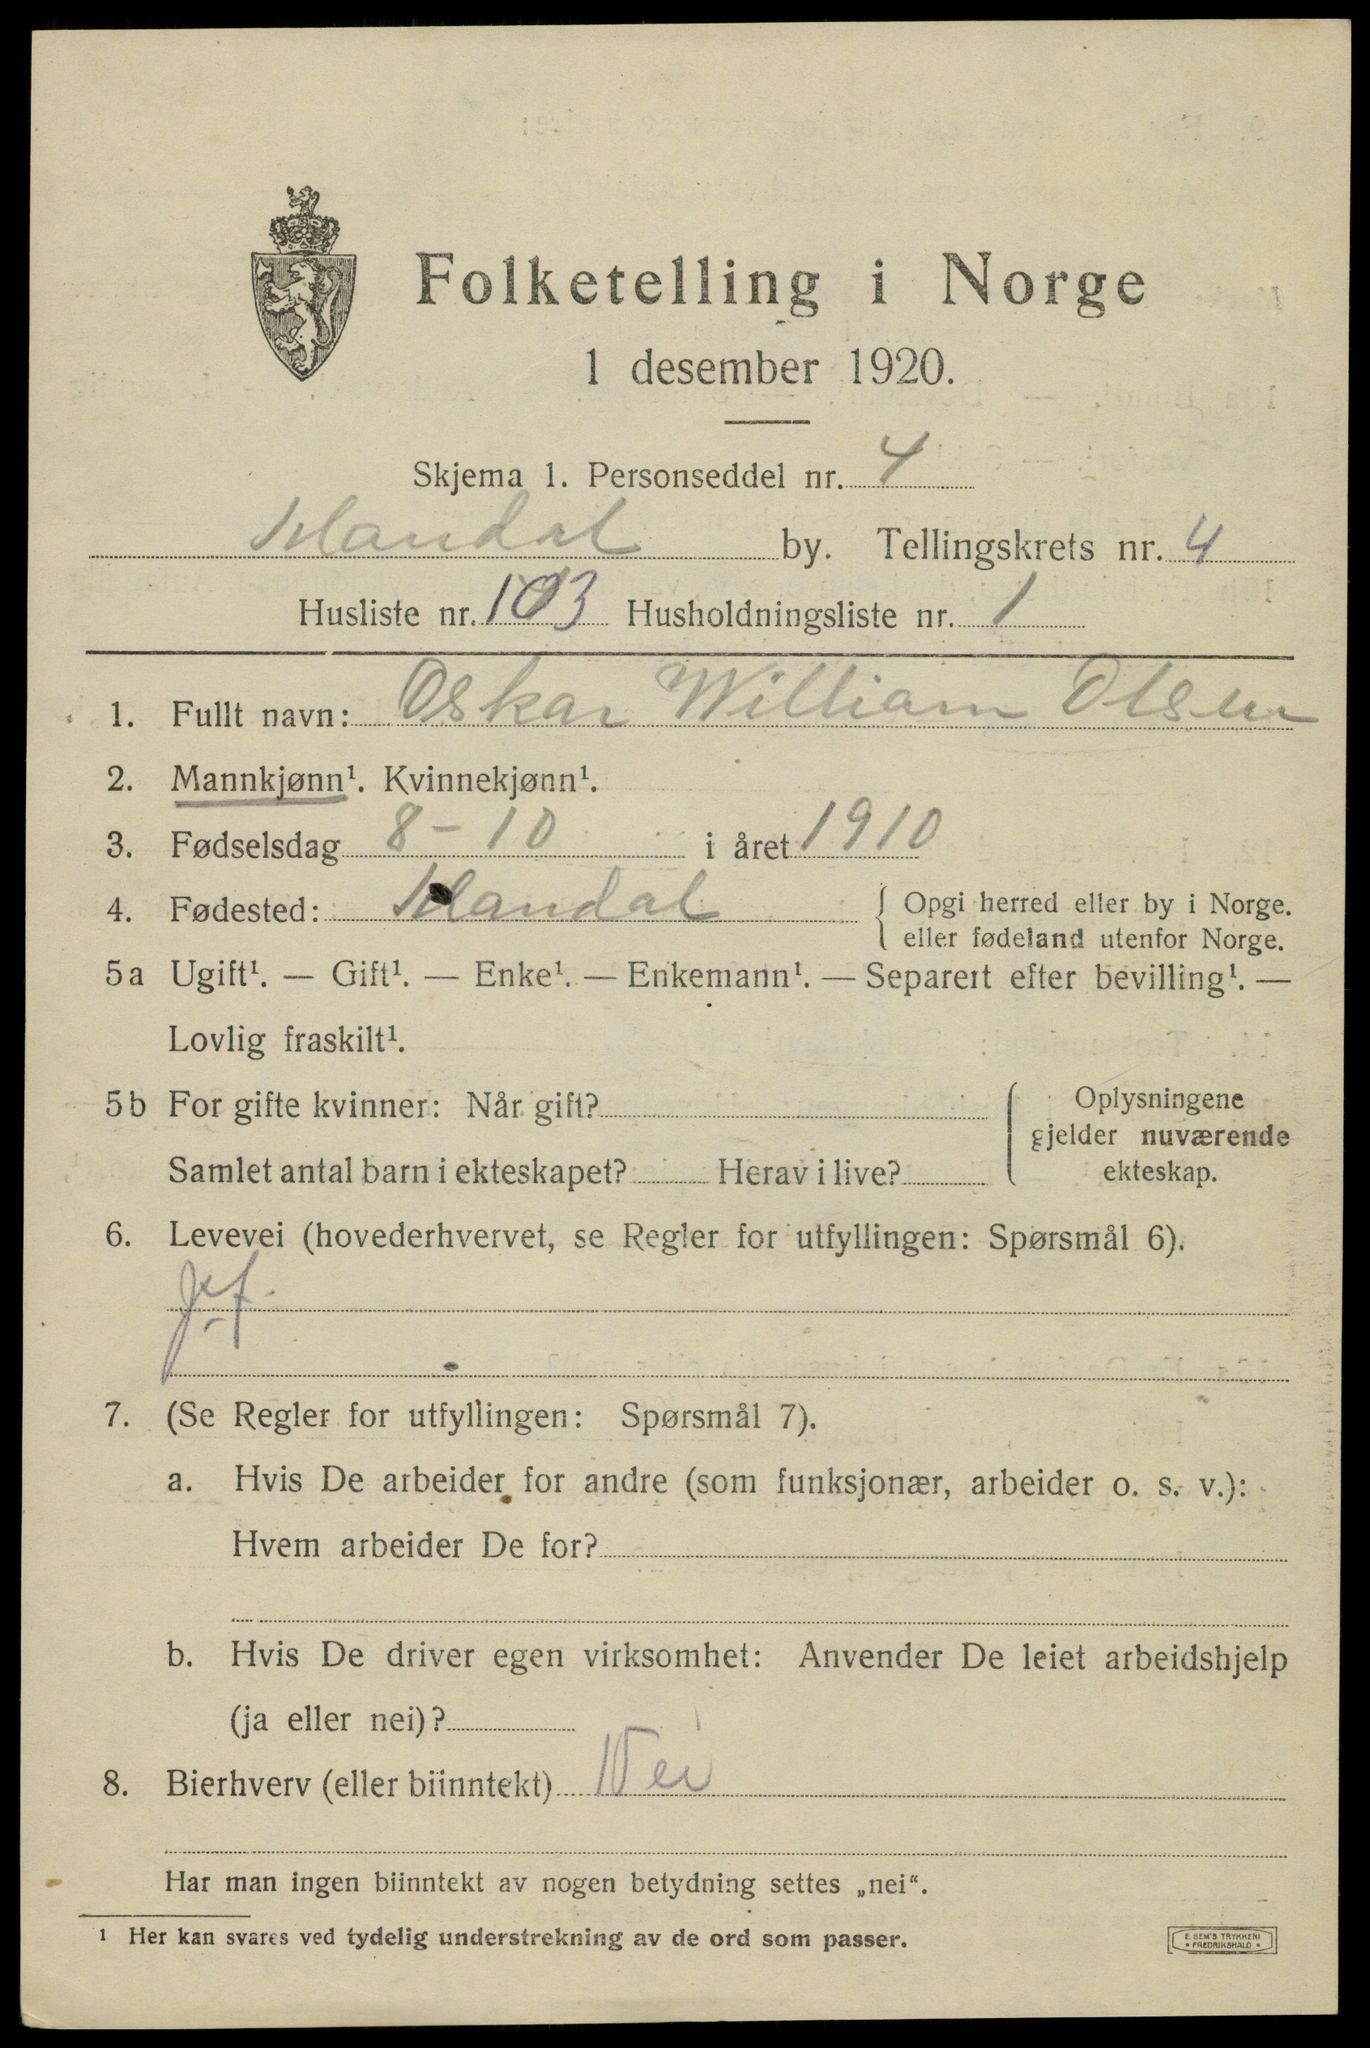 Folketelling i Norge
1 desember 1920.
Skjema 1. Personseddel nr. 4
Mandal by. Tellingskrets nr. 4
Husliste nr. 103 Husholdningsliste nr. 1
1. Fullt navn: Oskar William Olsen
2. Mannkjønn¹. Kvinnekjønn¹.
3. Fødselsdag 8-10 i året 1910
4. Fødested: Mandal { Opgi herred eller by i Norge.
eller fødeland utenfor Norge.
5a Ugift¹. — Gift¹. — Enke¹. — Enkemann¹. — Separert efter bevilling¹. —
Lovlig fraskilt¹.
5b For gifte kvinner: Når gift?
Samlet antal barn i ekteskapet? Herav i live?
Oplysningene
gjelder nuværende
ekteskap.
6. Levevei (hovederhvervet, se Regler for utfyllingen: Spørsmål 6).
7. (Se Regler for utfyllingen: Spørsmål 7).
a. Hvis De arbeider for andre (som funksjonær, arbeider o. s. v.):
Hvem arbeider De for?
b. Hvis De driver egen virksomhet: Anvender De leiet arbeidshjelp
(ja eller nei)?
8. Bierhverv (eller biinntekt) Nei
Har man ingen biinntekt av nogen betydning settes „nei“.
¹ Her kan svares ved tydelig understrekning av de ord som passer.
E. SEM'S TRYKKERI
• FREDRIKSHALD •